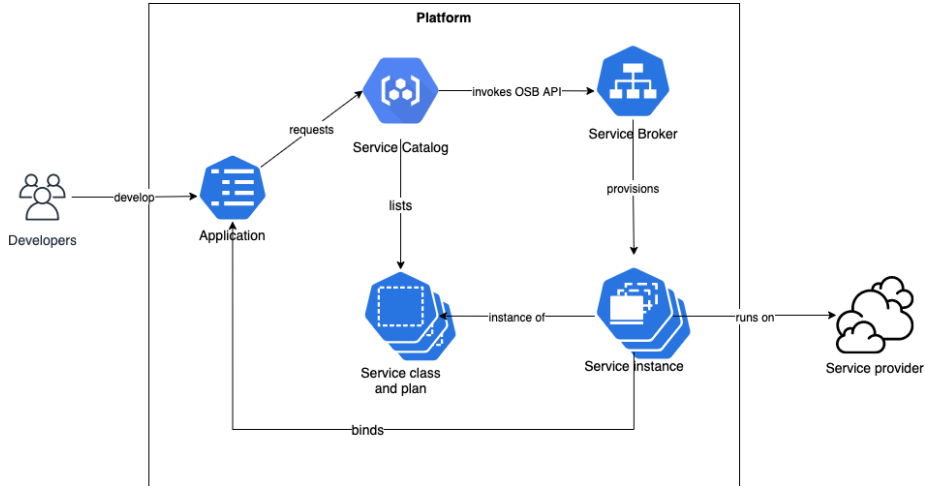 Platform
invokes OSB API
requests
Service Catalog
Service Broker
develop
provisions
lists
Application
Developers
instance of
runs on
Service class
and plan
Service instance
Service provider
binds